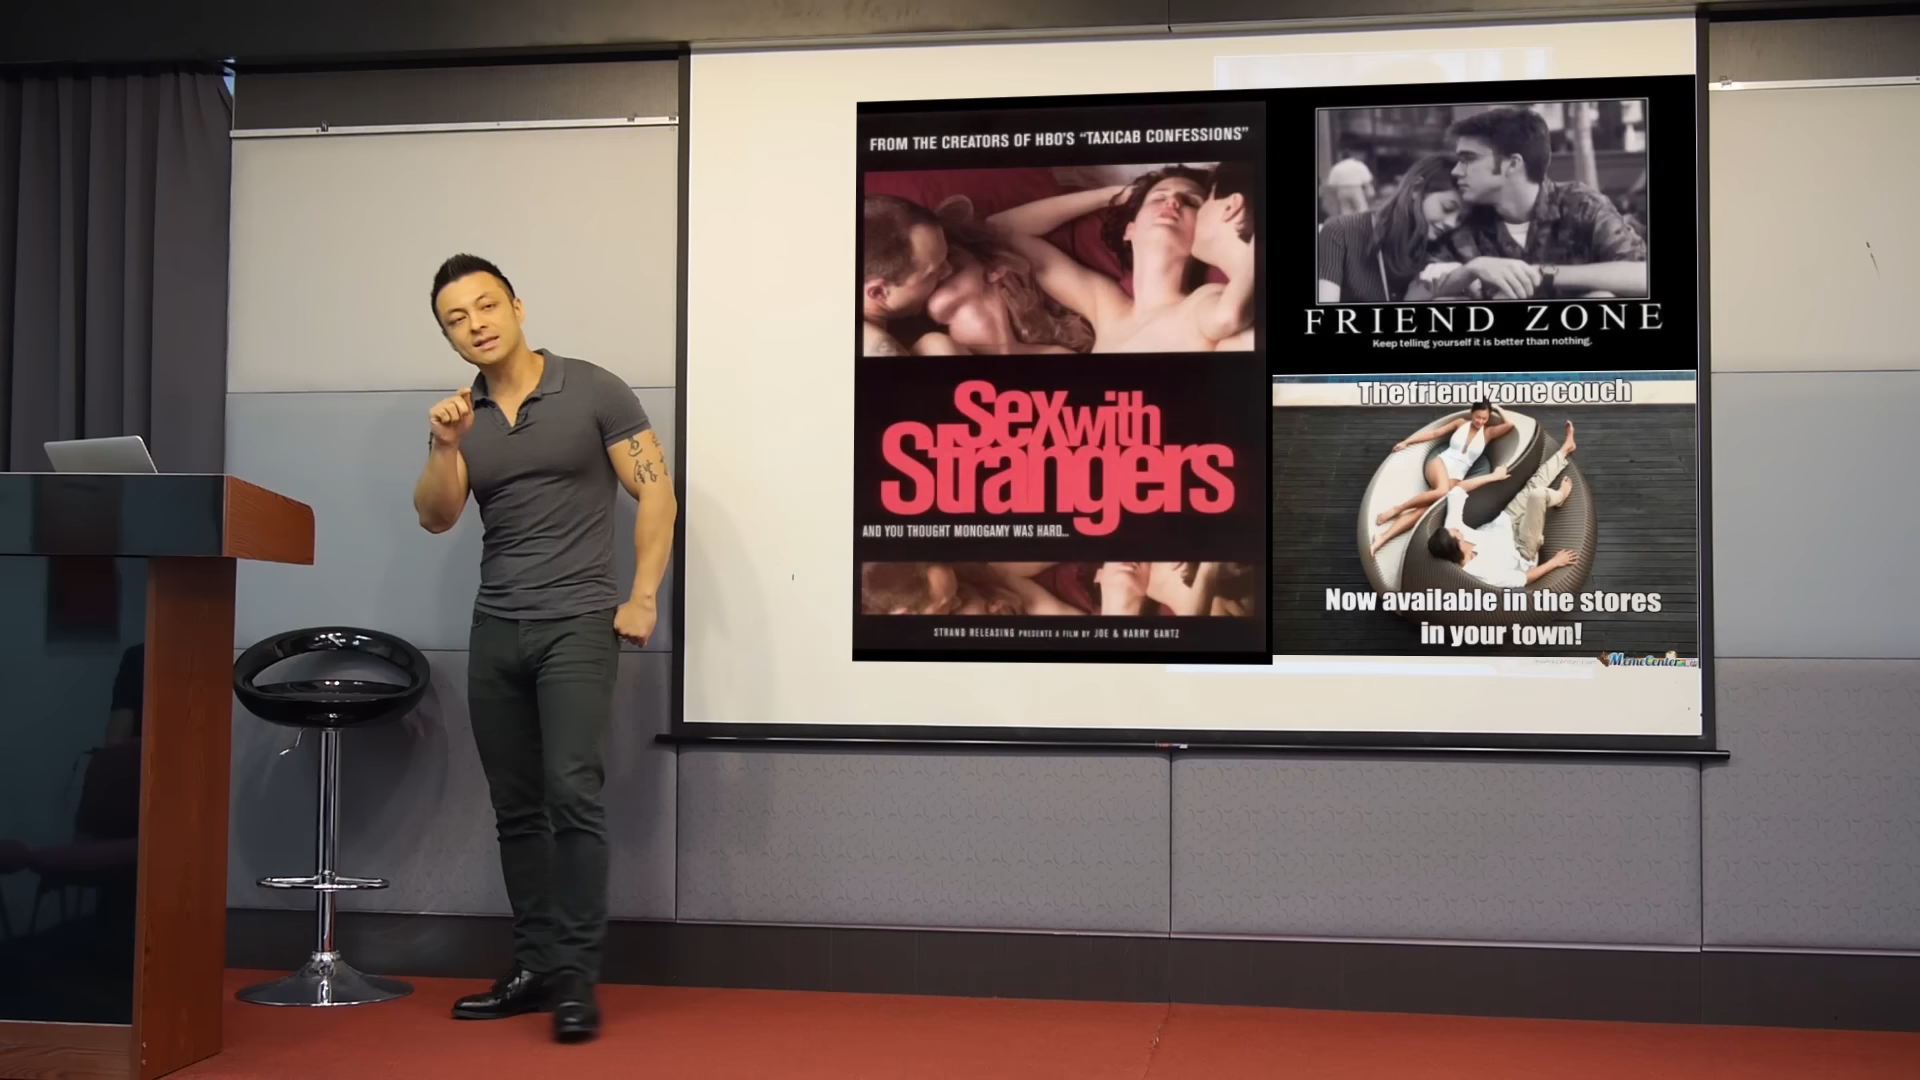 FROM THE CREATORS OF HBO'S "TAXICAB CONFESSIONS"
Sex with
Strangers
AND YOU THOUGHT MONOGAMY WAS HARD...
STRAND RELEASING PRESENTS A FILM BY JOE & HARRY GANTZ
FRIEND ZONE
Keep telling yourself it is better than nothing.
The friend zone couch
Now available in the stores
in your town!
MemeCenter